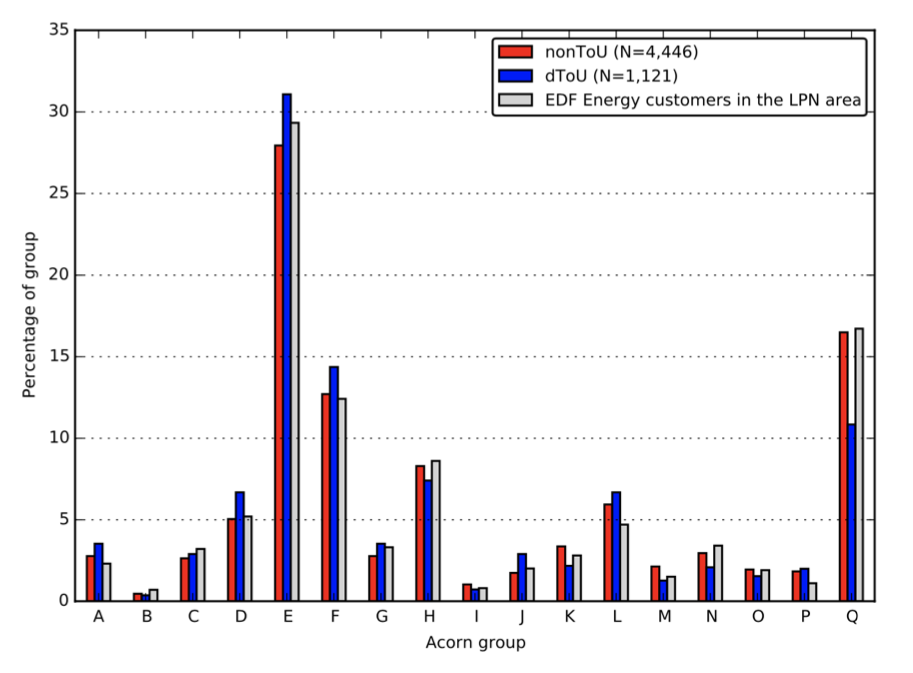 35
30
25
20
15
10
5
0
Percentage of group
nonToU (N=4,446)
dToU (N=1,121)
EDF Energy customers in the LPN area
A B C D E F G H I J K L M N O P Q
Acorn group